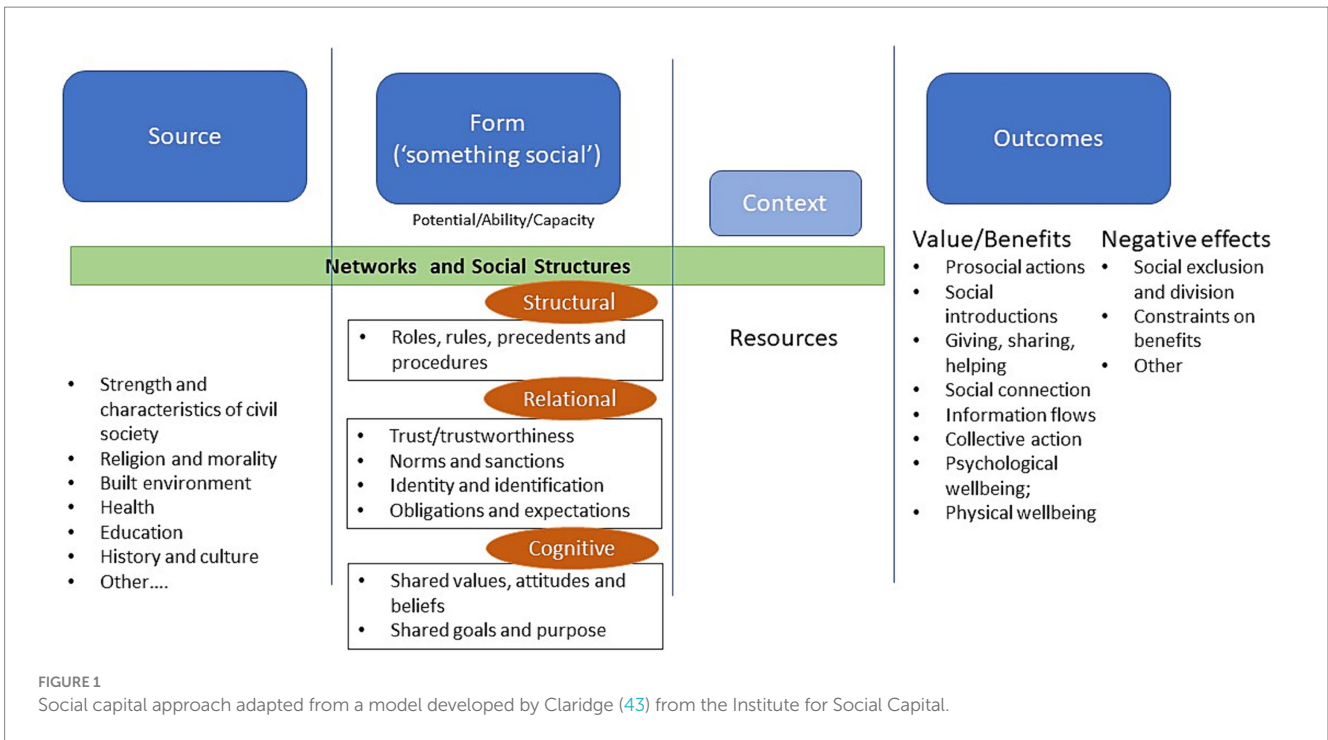 Source
Form
('something social')
Potential/Ability/Capacity
Context
Outcomes
Networks and Social Structures
Strength and
characteristics of civil
society
Religion and morality
Built environment
Health
Education
History and culture
Other....
Structural
Roles, rules, precedents and
procedures
Relational
Trust/trustworthiness
Norms and sanctions
Identity and identification
Obligations and expectations
Cognitive
Shared values, attitudes and
beliefs
Shared goals and purpose
Resources
Value/Benefits
Prosocial actions
Social
introductions
Giving, sharing,
helping
Social connection
Information flows
Collective action
Psychological
wellbeing;
Physical wellbeing
Negative effects
Social exclusion
and division
Constraints on
benefits
Other
FIGURE 1
Social capital approach adapted from a model developed by Claridge (43) from the Institute for Social Capital.